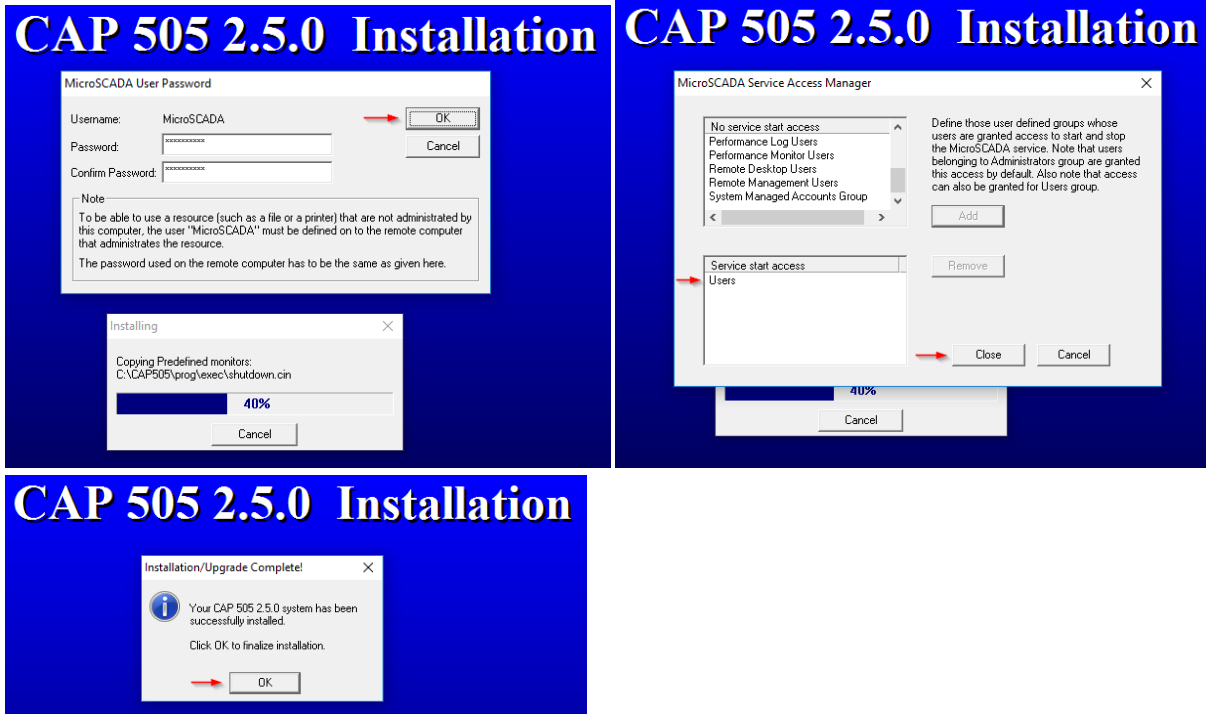 CAP 505 2.5.0 Installation
MicroSCADA User Password
Username: MicroSCADA
OK
Password: xxxxxxxxxx
Cancel
Confirm Password: xxxxxxxxxx
Note
To be able to use a resource (such as a file or a printer) that are not administrated by
this computer, the user "MicroSCADA" must be defined on to the remote computer
that administrates the resource.
The password used on the remote computer has to be the same as given here.
Installing
Copying Predefined monitors:
C:\CAP505\prog\exec\shutdown.cin
40%
Cancel
CAP 505 2.5.0 Installation
MicroSCADA Service Access Manager
No service start access
Performance Log Users
Performance Monitor Users
Remote Desktop Users
Remote Management Users
System Managed Accounts Group
Define those user defined groups whose
users are granted access to start and stop
the MicroSCADA service. Note that users
belonging to Administrators group are granted
this access by default. Also note that access
can also be granted for Users group.
Add
Service start access
Users
Remove
Close
Cancel
40%
Cancel
CAP 505 2.5.0 Installation
Installation/Upgrade Complete!
Your CAP 505 2.5.0 system has been
successfully installed.
Click OK to finalize installation.
OK